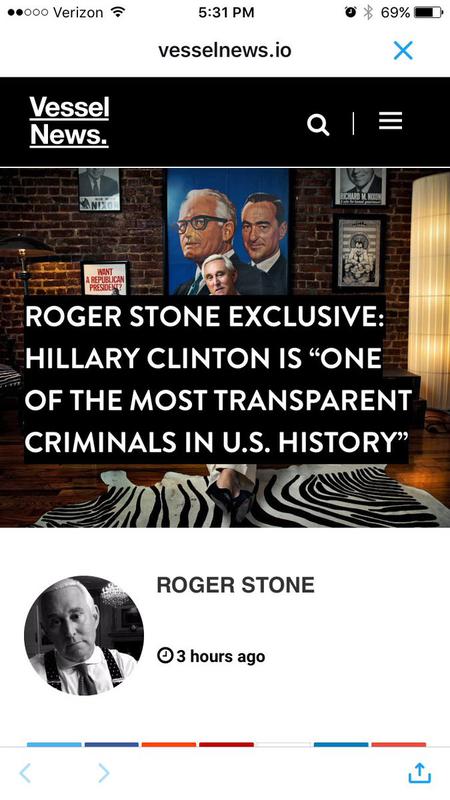 Verizon 5:31 PM 69%
vesselnews.io
Vessel
News.
NIXON
RICHARD M. NIXON
WANT
A REPUBLICAN
PRESIDENT?
ROGER STONE EXCLUSIVE:
HILLARY CLINTON IS “ONE
OF THE MOST TRANSPARENT
CRIMINALS IN U.S. HISTORY”
ROGER STONE
3 hours ago